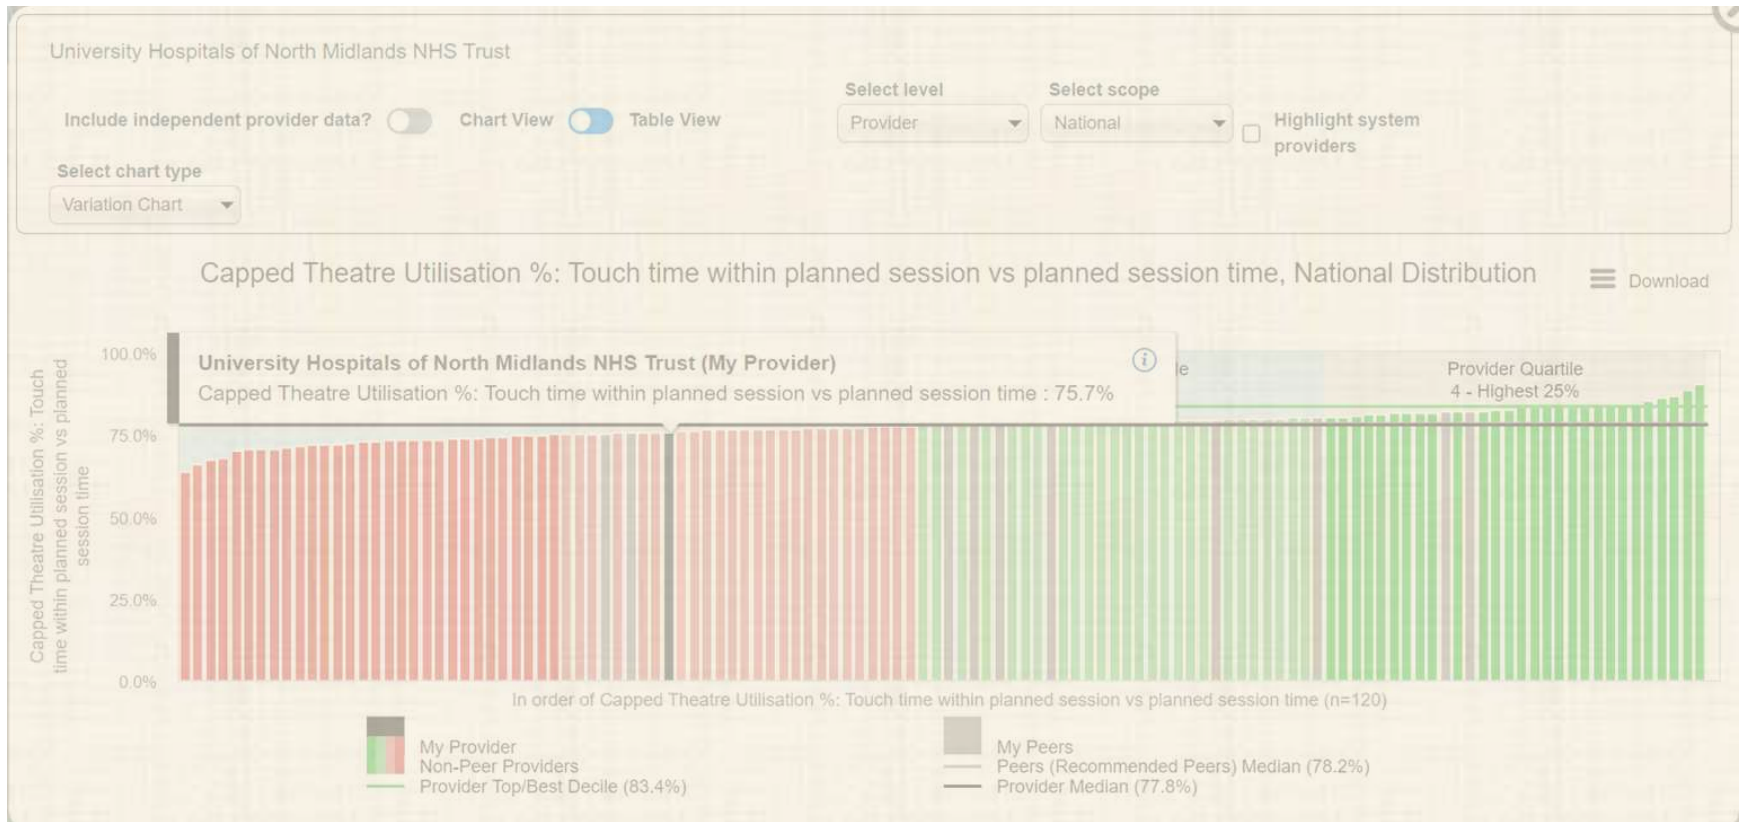 University Hospitals of North Midlands NHS Trust
Select level
Select scope
Include independent provider data?
Chart View
Table View
Provider
National
Highlight system
providers
Select chart type
Variation Chart
Capped Theatre Utilisation %: Touch time within planned session vs planned session time, National Distribution
Download
Capped Theatre Utilisation %: Touch
time within planned session vs planned
session time
100.0%
75.0%
50.0%
25.0%
0.0%
University Hospitals of North Midlands NHS Trust (My Provider)
Capped Theatre Utilisation %: Touch time within planned session vs planned session time : 75.7%
Provider Quartile
4 - Highest 25%
In order of Capped Theatre Utilisation %: Touch time within planned session vs planned session time (n=120)
My Provider
Non-Peer Providers
Provider Top/Best Decile (83.4%)
My Peers
Peers (Recommended Peers) Median (78.2%)
Provider Median (77.8%)